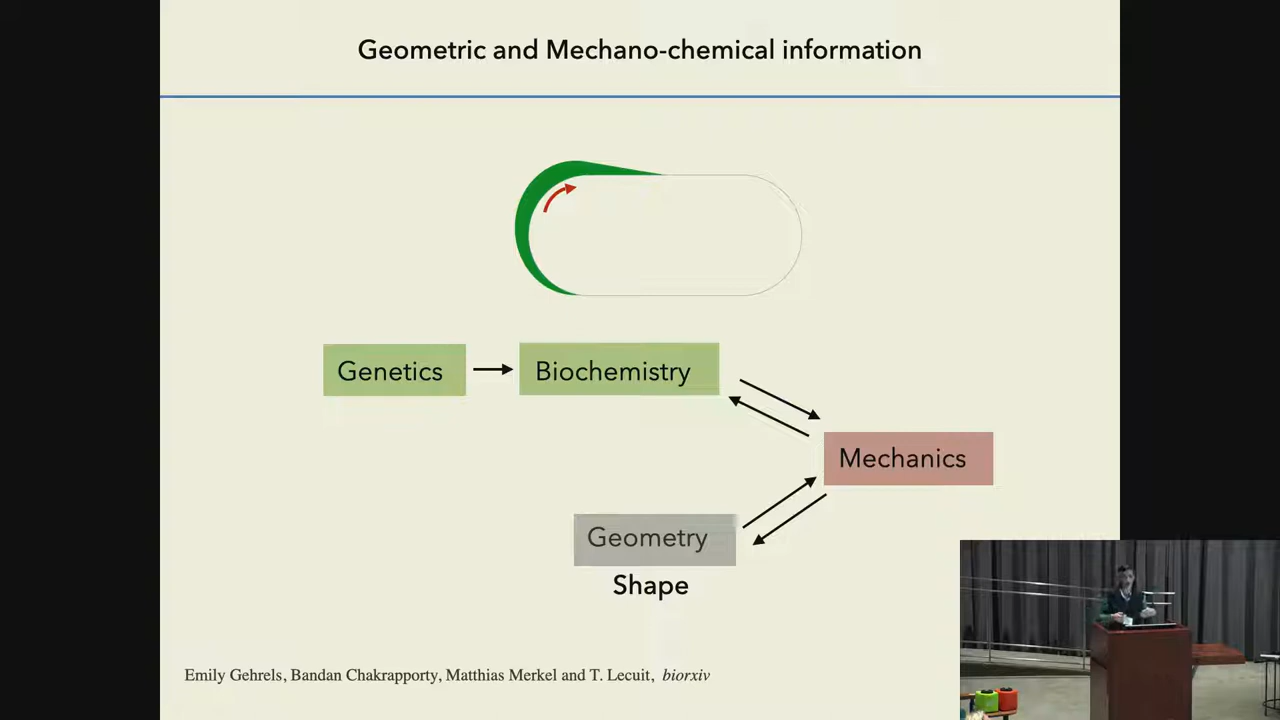 Geometric and Mechano-chemical information
Genetics
Biochemistry
Mechanics
Geometry
Shape
Emily Gehrels, Bandan Chakrapporty, Matthias Merkel and T. Lecuit, biorxiv